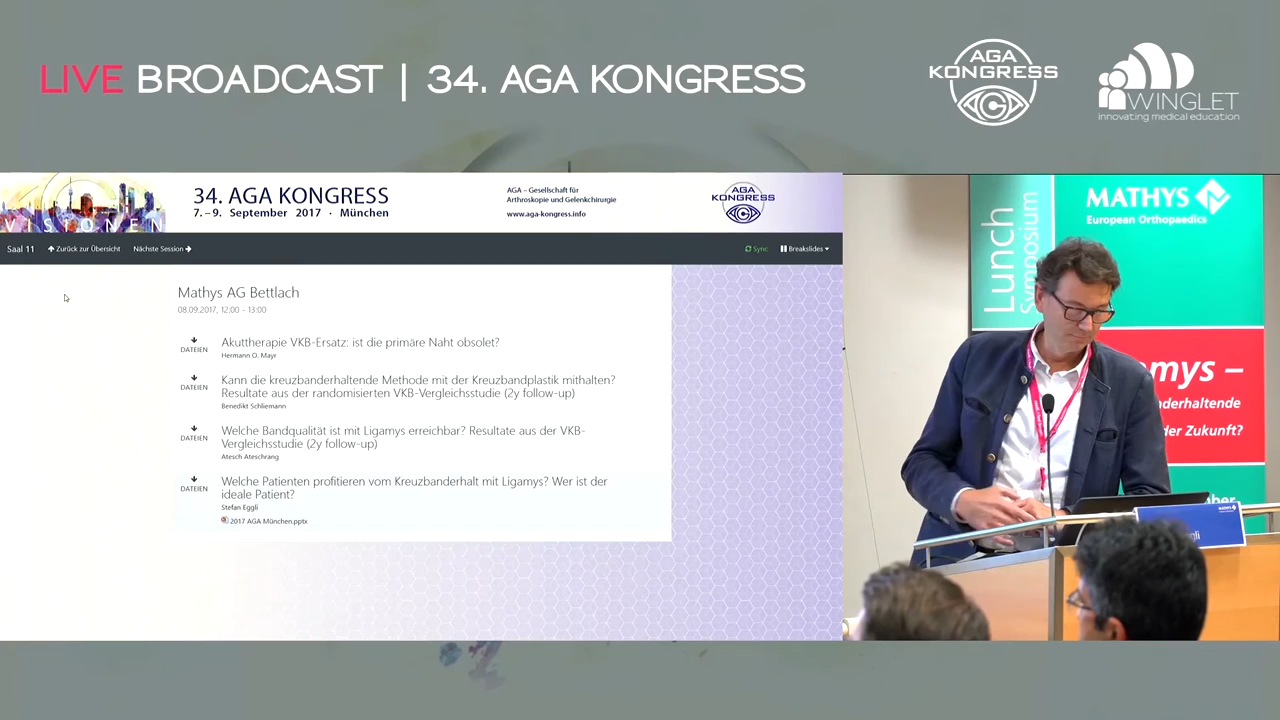 LIVE BROADCAST | 34. AGA KONGRESS
AGA
KONGRESS
AGA
WINGLET
innovating medical education
VISIONEN
34. AGA KONGRESS
7. – 9. September 2017 · München
AGA – Gesellschaft für
Arthroskopie und Gelenkchirurgie
www.aga-kongress.info
AGA
KONGRESS
Saal 11
Zurück zur Übersicht
Nächste Session
Sync
Breakslides
Mathys AG Bettlach
08.09.2017, 12:00 - 13:00
DATEIEN
Akuttherapie VKB-Ersatz: ist die primäre Naht obsolet?
Hermann O. Mayr
DATEIEN
Kann die kreuzbanderhaltende Methode mit der Kreuzbandplastik mithalten?
Resultate aus der randomisierten VKB-Vergleichsstudie (2y follow-up)
Benedikt Schliemann
DATEIEN
Welche Bandqualität ist mit Ligamys erreichbar? Resultate aus der VKB-
Vergleichsstudie (2y follow-up)
Atesch Ateschrang
DATEIEN
Welche Patienten profitieren vom Kreuzbanderhalt mit Ligamys? Wer ist der
ideale Patient?
Stefan Eggli
2017 AGA München.pptx
Lunch
Symposium
MATHYS
European Orthopaedics
amys –
nderhaltende
der Zukunft?
mber
MATHYS
gli